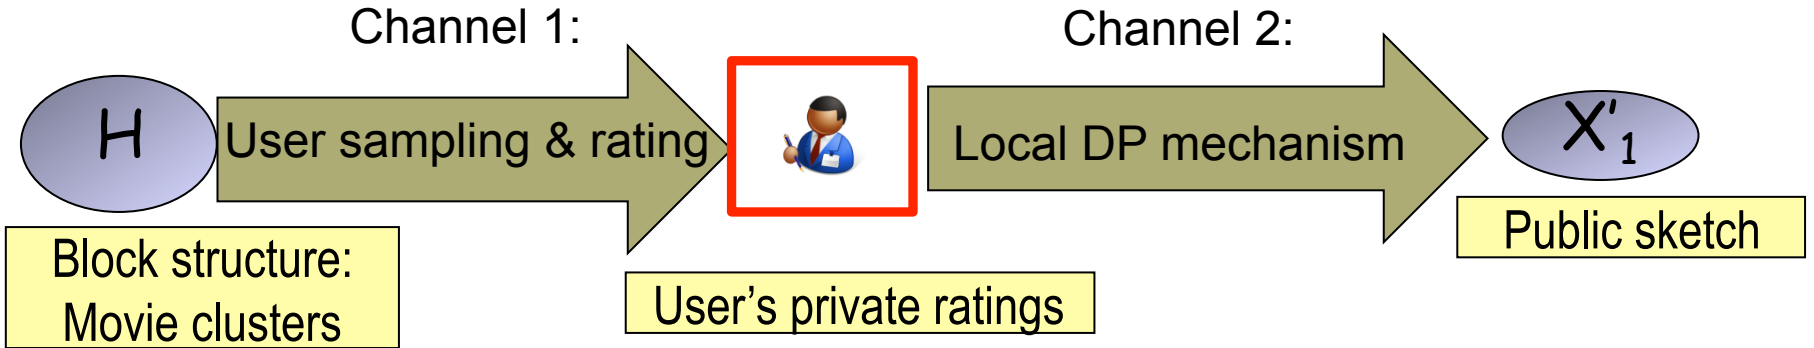 Channel 1:
Channel 2:
H
User sampling & rating
Local DP mechanism
X'₁
Block structure:
Movie clusters
User's private ratings
Public sketch